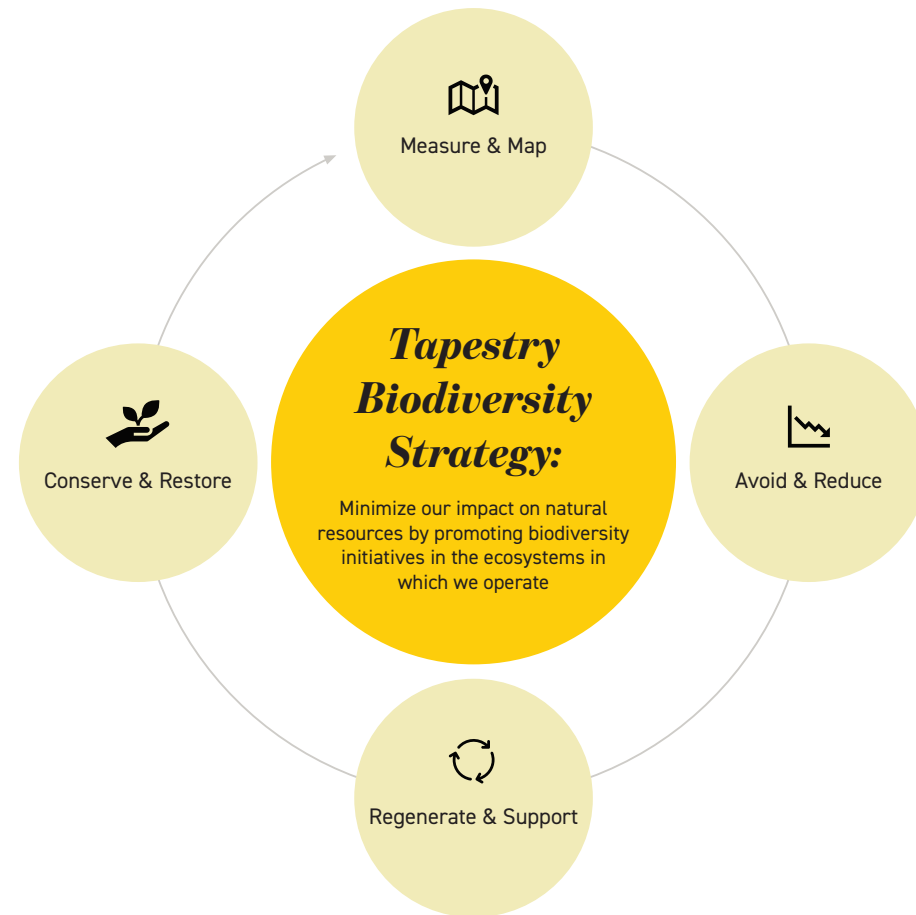 Measure & Map
Tapestry
Biodiversity
Strategy:
Minimize our impact on natural
resources by promoting biodiversity
initiatives in the ecosystems in
which we operate
Conserve & Restore
Avoid & Reduce
Regenerate & Support